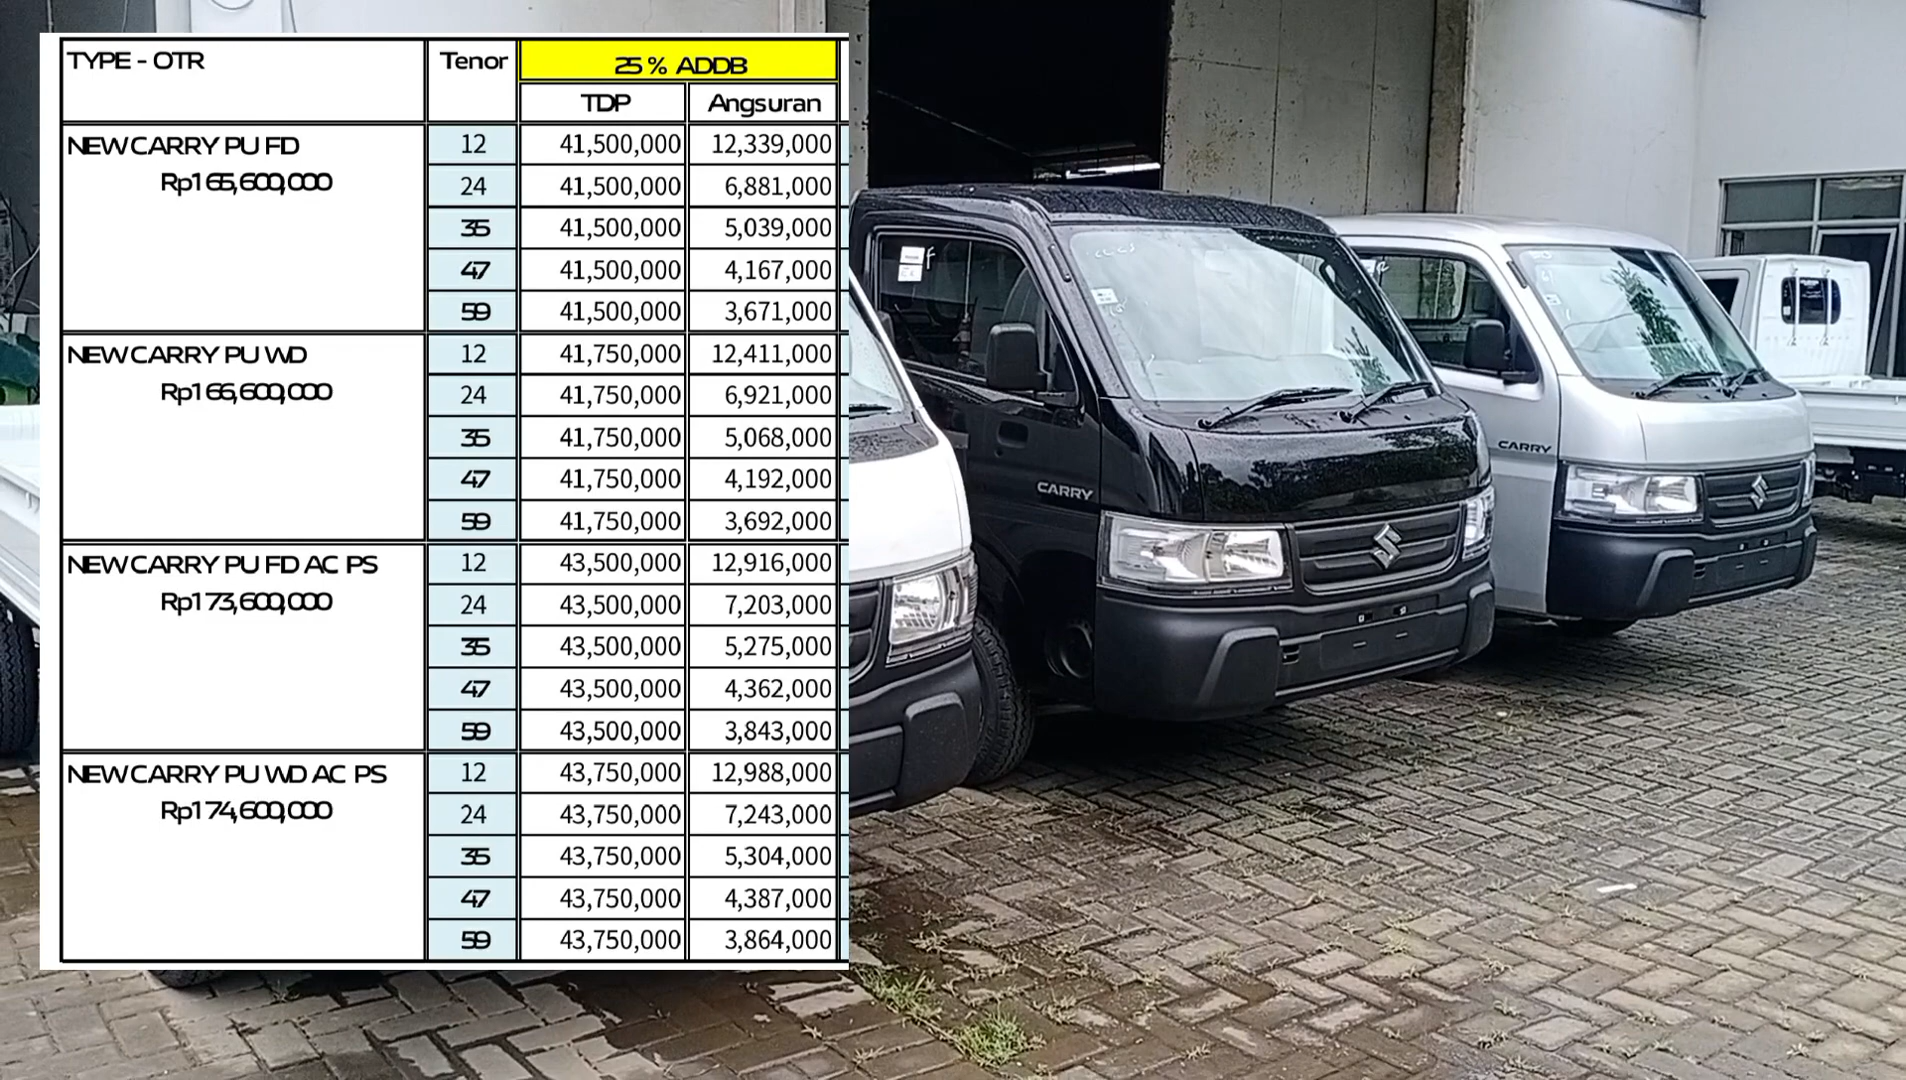 TYPE - OTR Tenor 25 % ADDB
TDP Angsuran
NEW CARRY PU FD 12 41,500,000 12,339,000
Rp165,600,000 24 41,500,000 6,881,000
35 41,500,000 5,039,000
47 41,500,000 4,167,000
59 41,500,000 3,671,000
NEW CARRY PU WD 12 41,750,000 12,411,000
Rp166,600,000 24 41,750,000 6,921,000
35 41,750,000 5,068,000
47 41,750,000 4,192,000
59 41,750,000 3,692,000
NEW CARRY PU FD AC PS 12 43,500,000 12,916,000
Rp173,600,000 24 43,500,000 7,203,000
35 43,500,000 5,275,000
47 43,500,000 4,362,000
59 43,500,000 3,843,000
NEW CARRY PU WD AC PS 12 43,750,000 12,988,000
Rp174,600,000 24 43,750,000 7,243,000
35 43,750,000 5,304,000
47 43,750,000 4,387,000
59 43,750,000 3,864,000
CARRY
CARRY